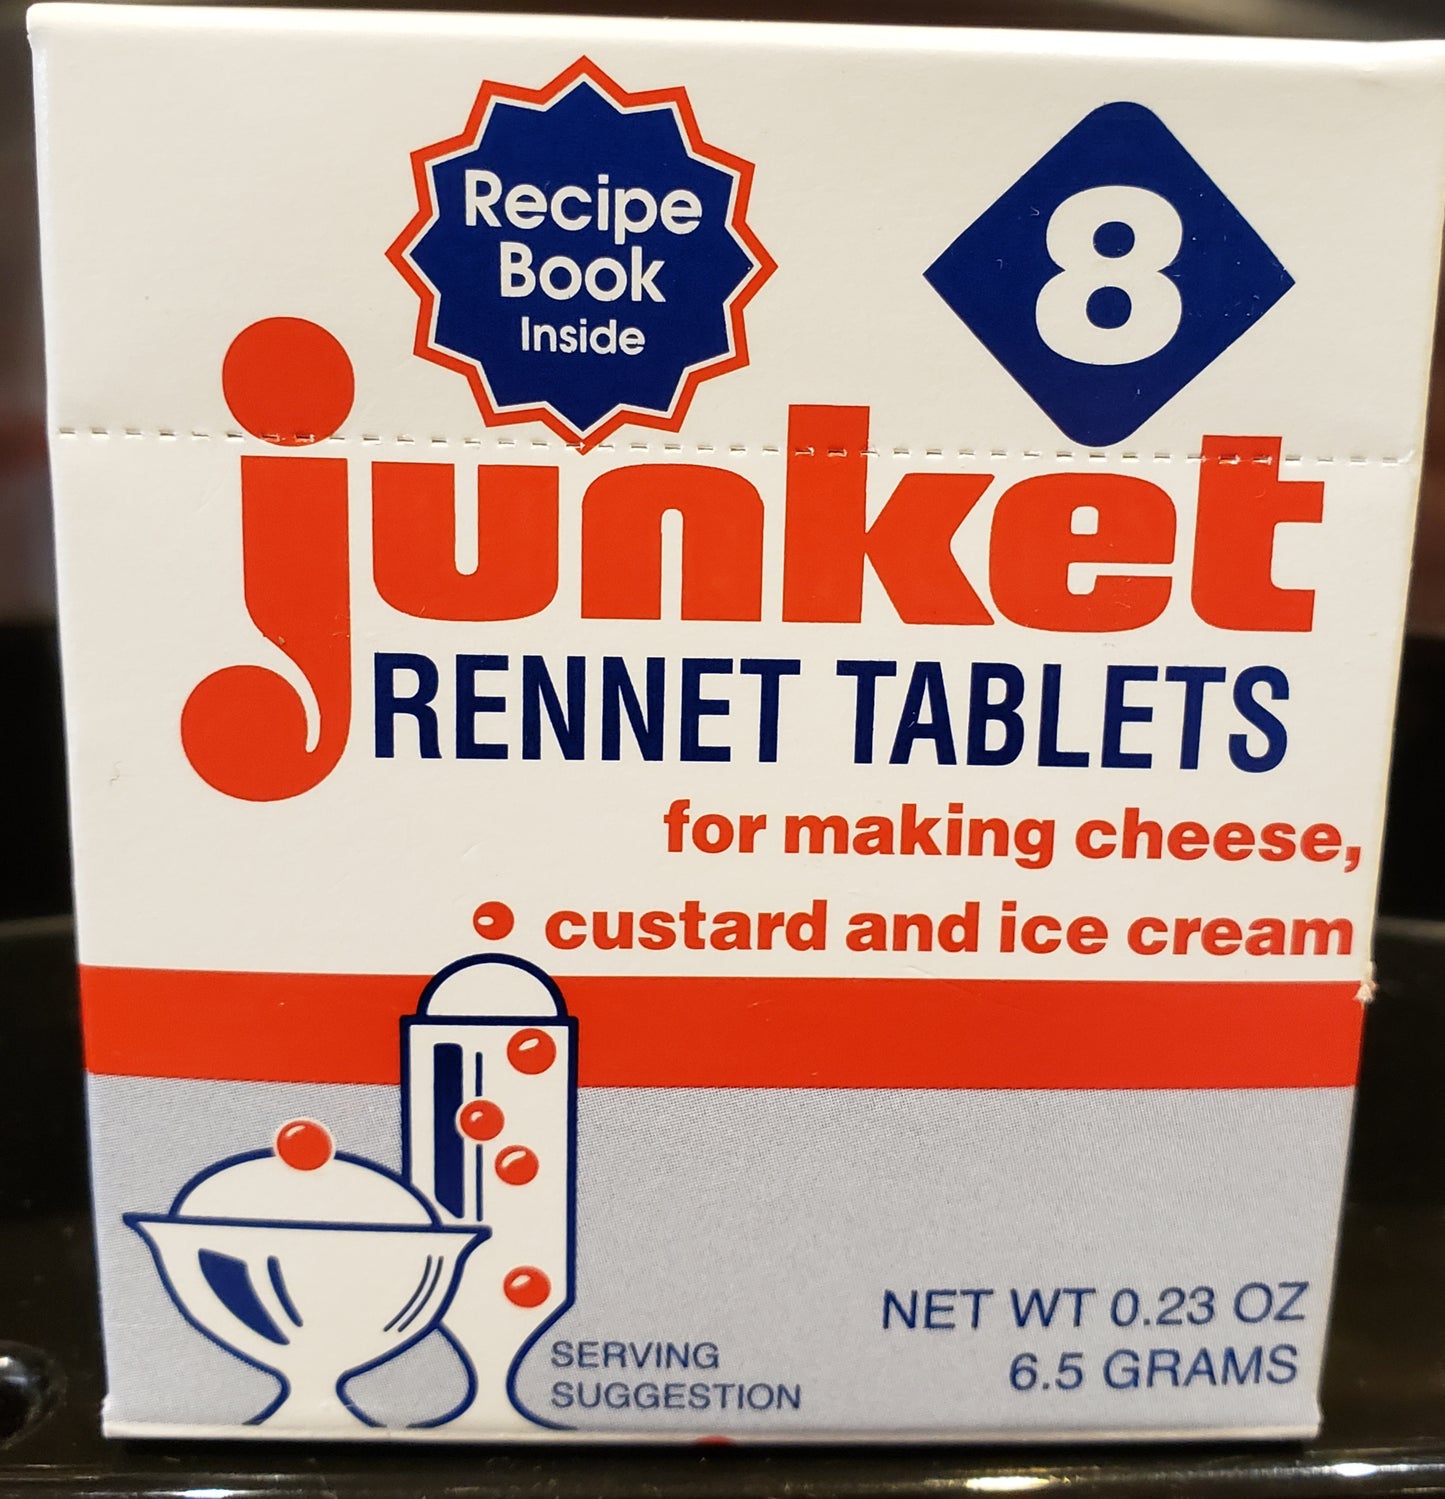 Recipe
Book
Inside
8
junket
RENNET TABLETS
for making cheese,
custard and ice cream
SERVING
SUGGESTION
NET WT 0.23 OZ
6.5 GRAMS